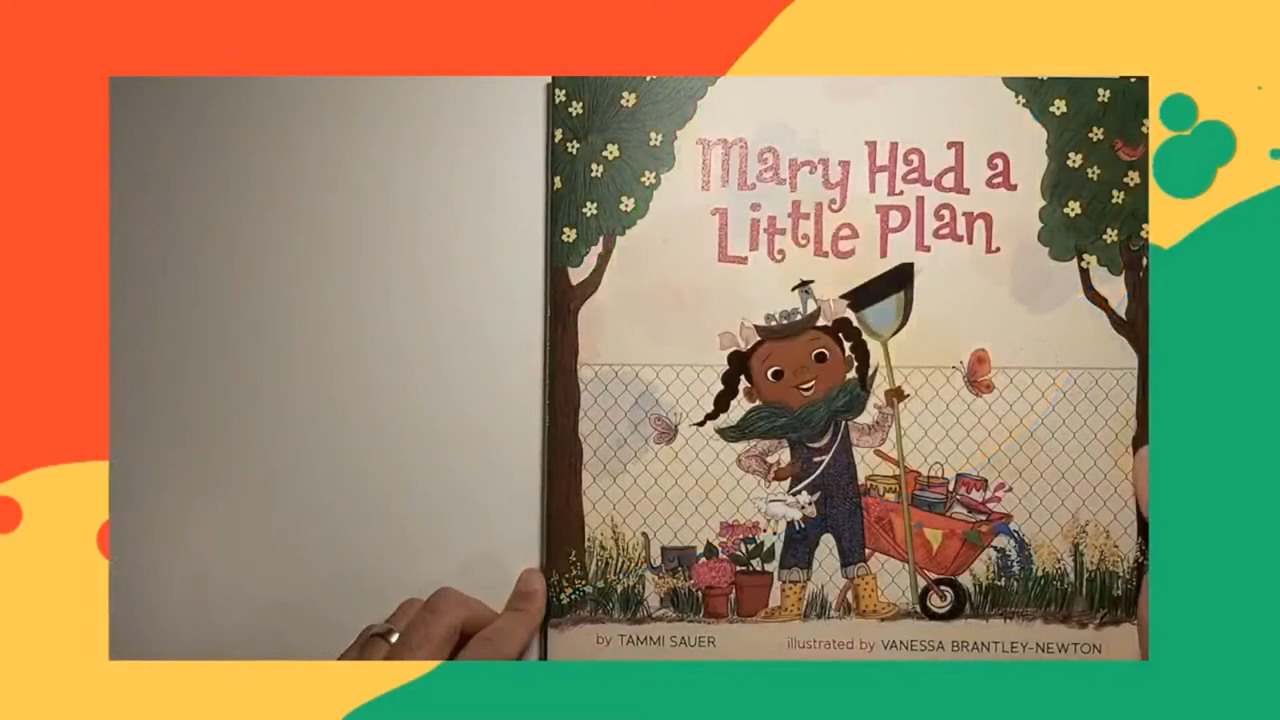 Mary Had a
Little Plan
by TAMMI SAUER
illustrated by VANESSA BRANTLEY-NEWTON